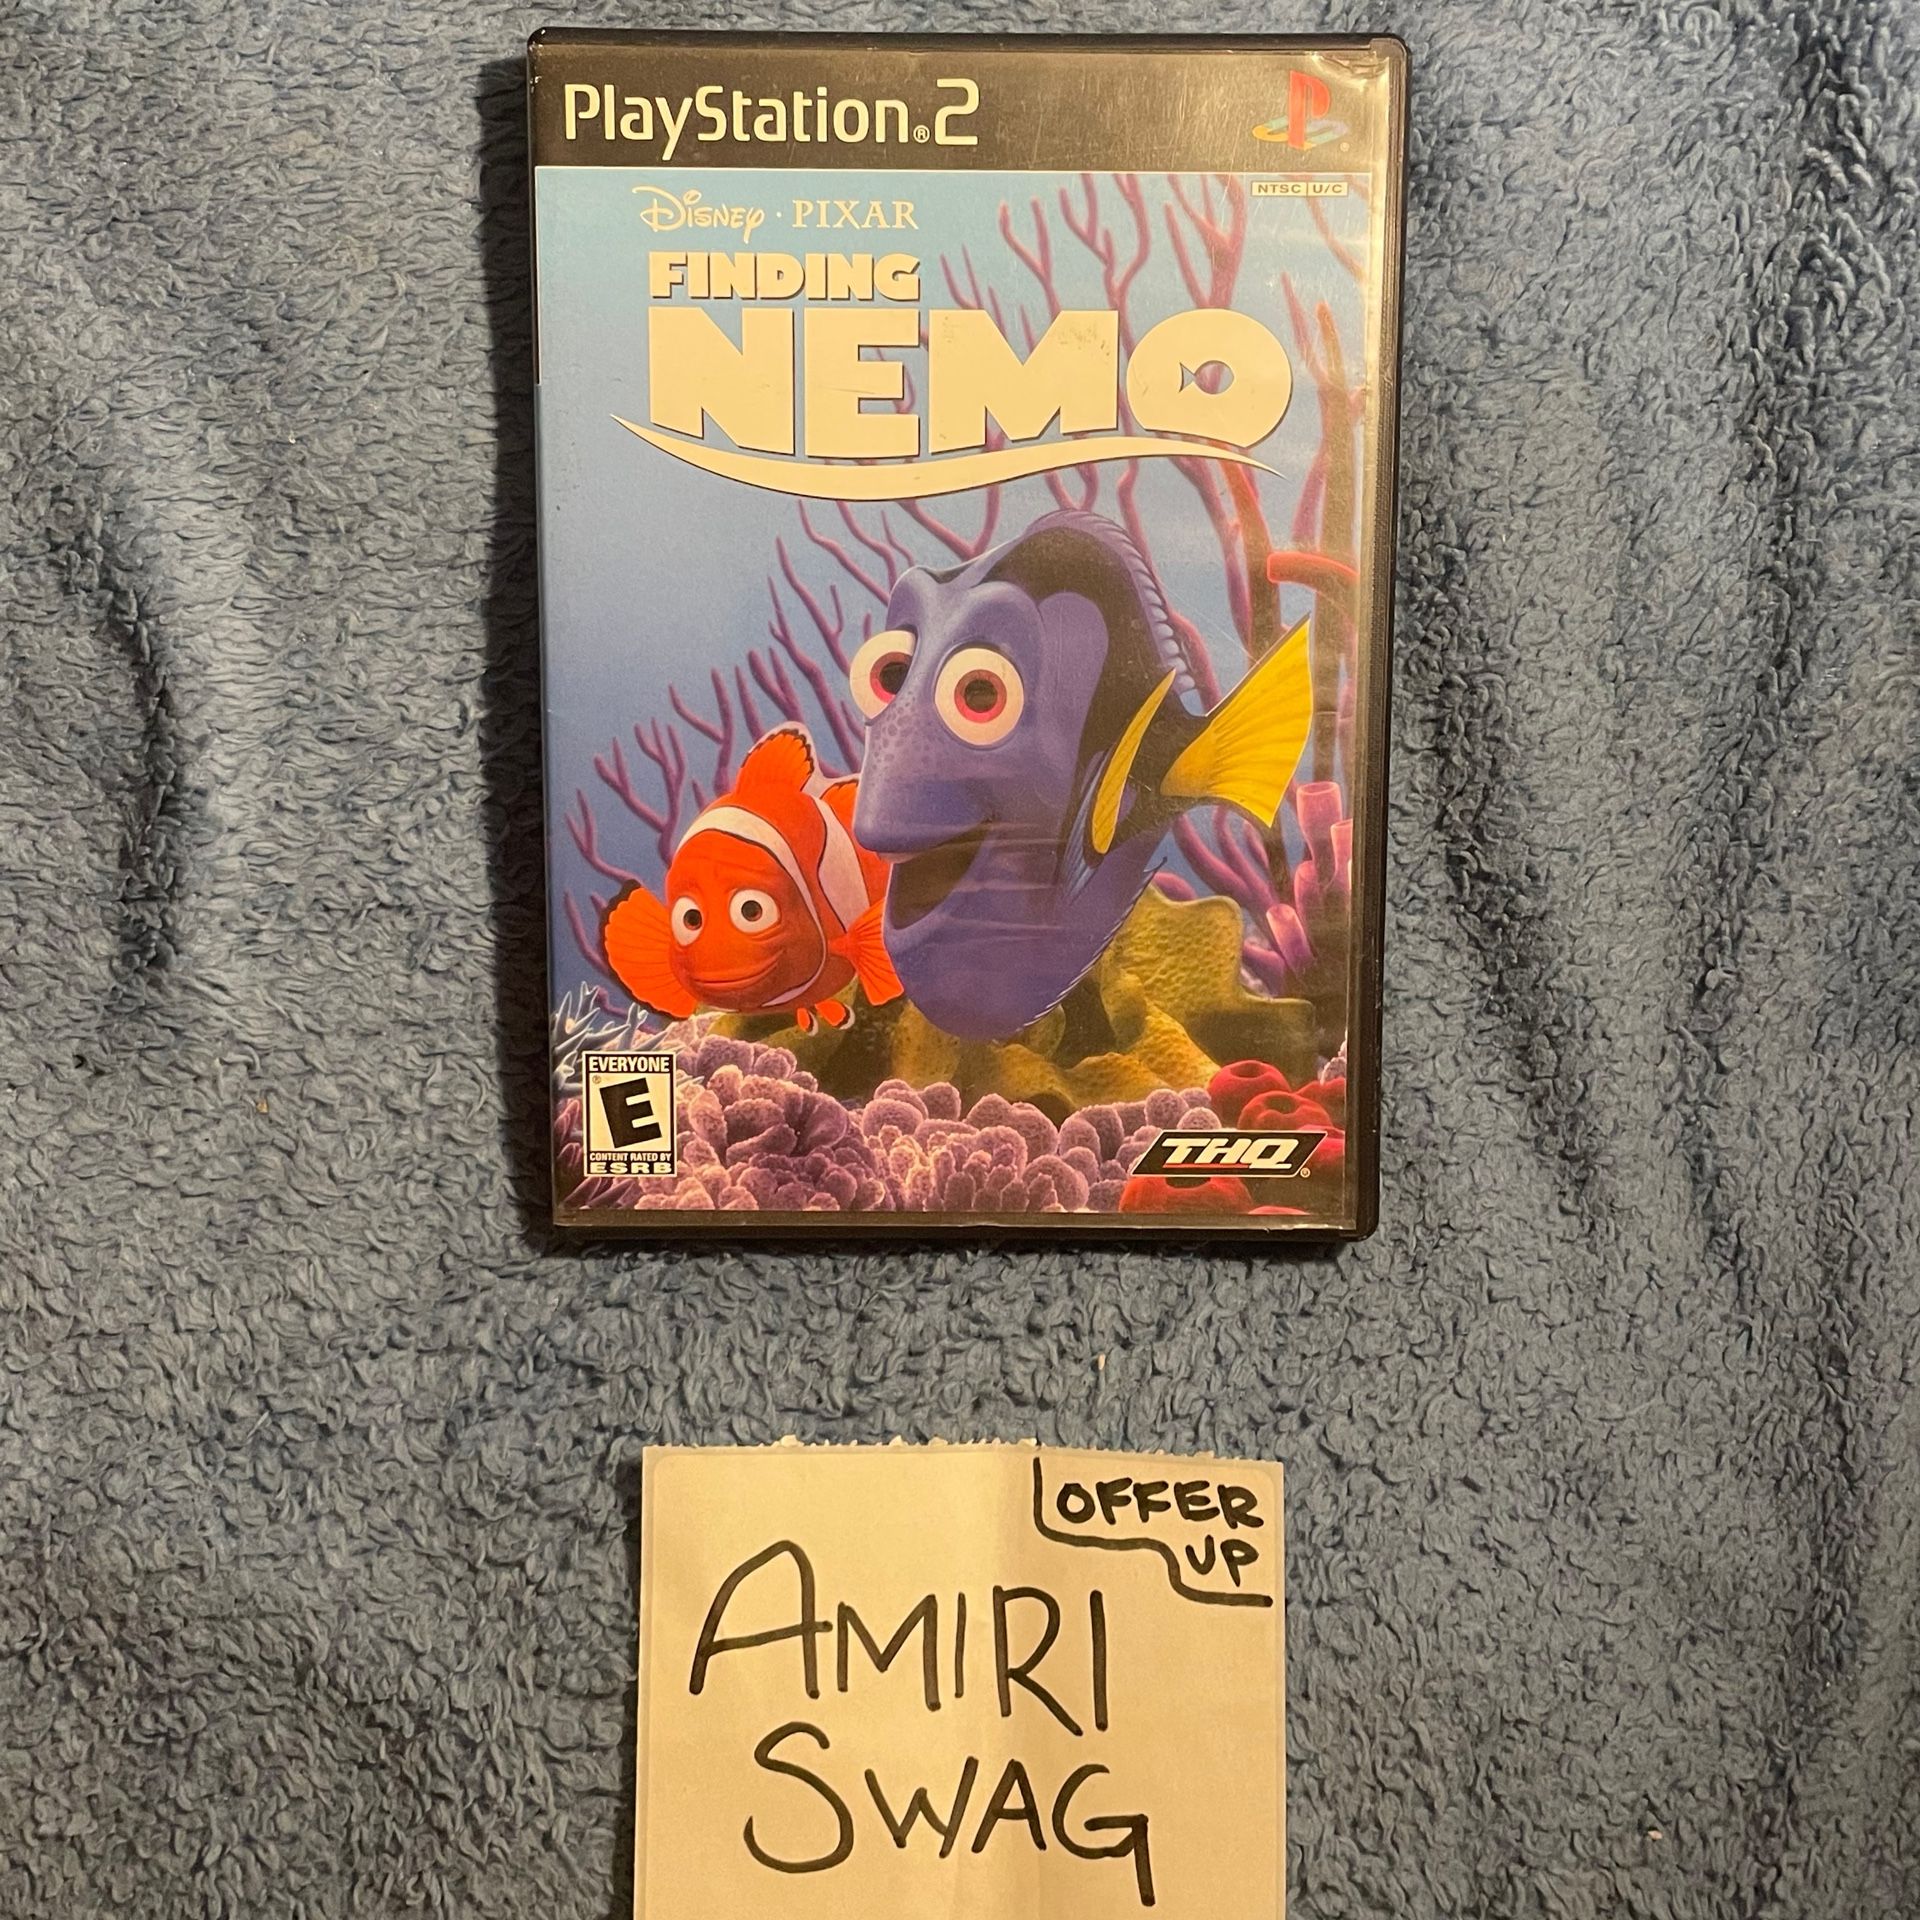 PlayStation®2
NTSC U/C
Disney · PIXAR
FINDING
NEMO
EVERYONE
E
CONTENT RATED BY
ESRB
THQ
OFFER
UP
AMIRI
SWAG